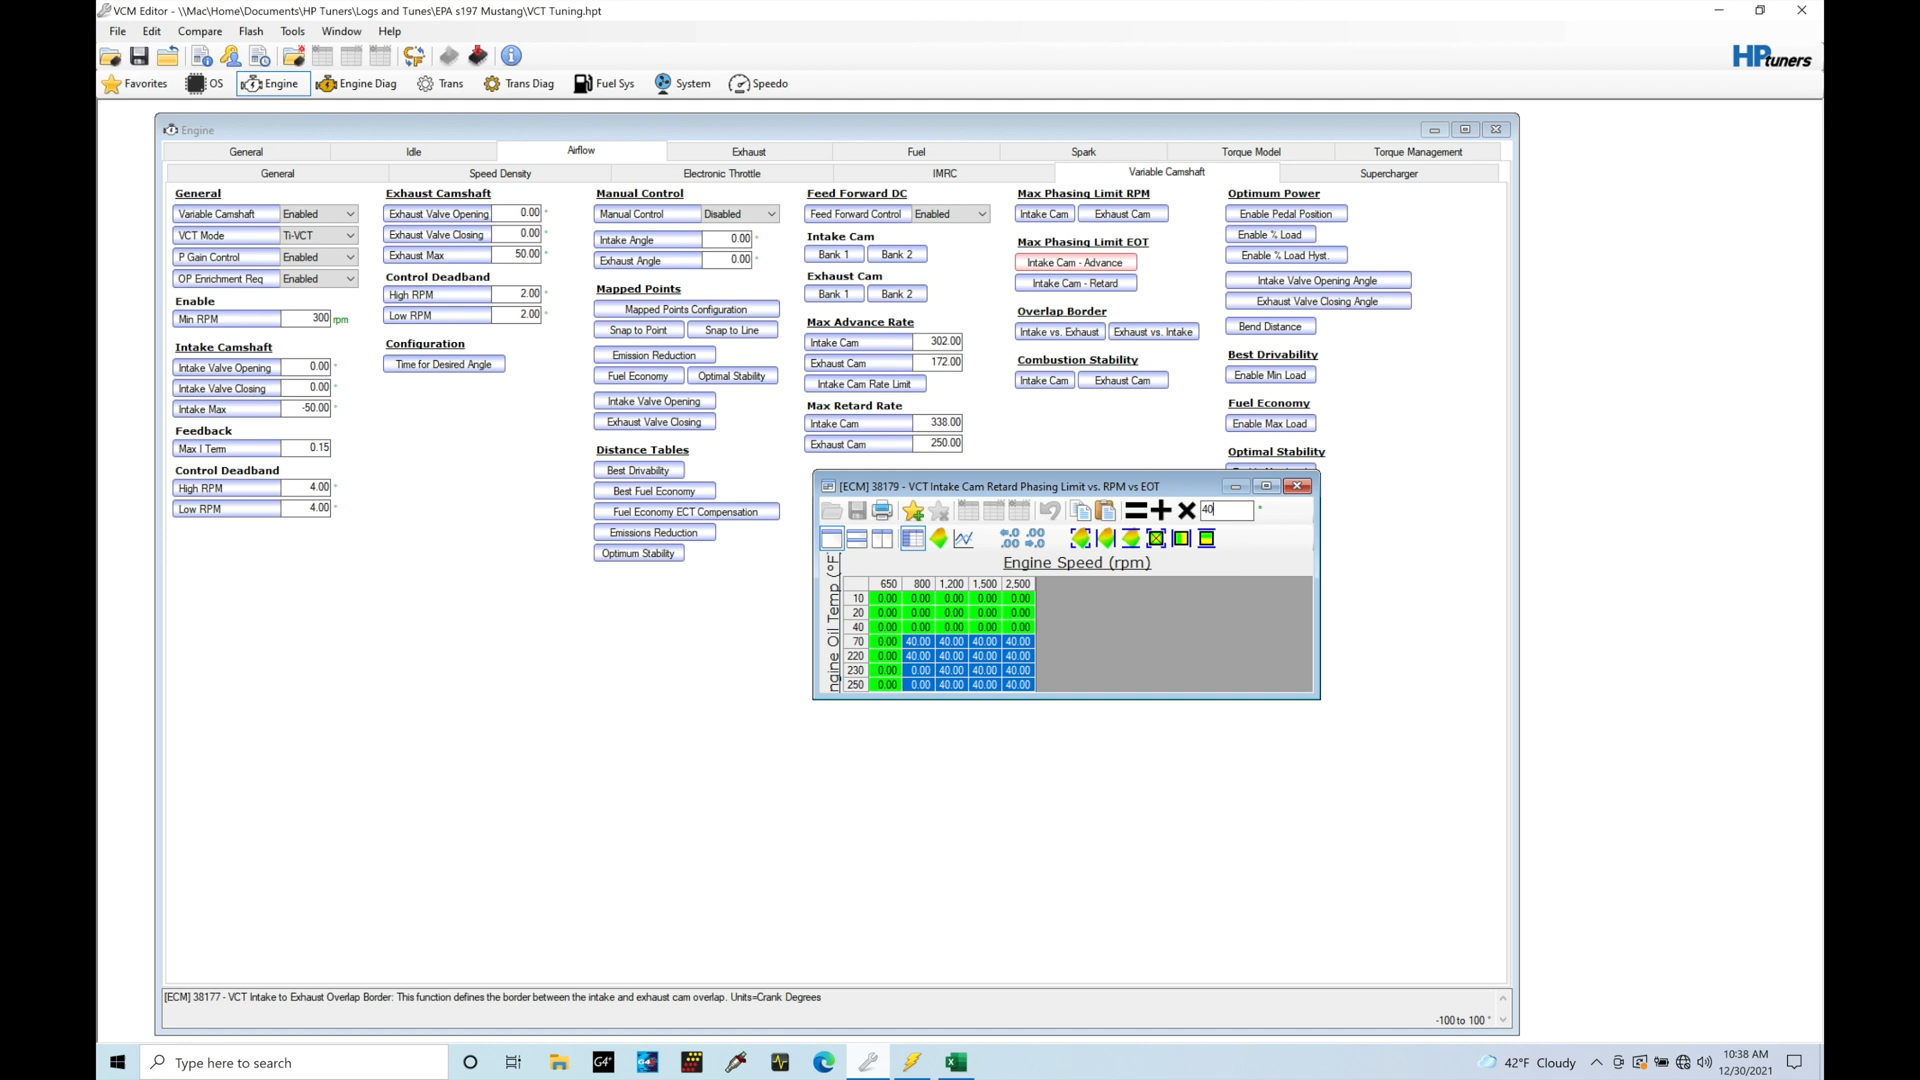 VCM Editor - \\Mac\Home\Documents\HP Tuners\Logs and Tunes\EPA s197 Mustang\VCT Tuning.hpt
File Edit Compare Flash Tools Window Help
HPtuners
Favorites OS Engine Engine Diag Trans Trans Diag Fuel Sys System Speedo
Engine
General Idle Airflow Exhaust Fuel Spark Torque Model Torque Management
General Speed Density Electronic Throttle IMRC Variable Camshaft Supercharger
General
Variable Camshaft Enabled
VCT Mode Ti-VCT
P Gain Control Enabled
OP Enrichment Req Enabled
Enable
Min RPM 300 rpm
Intake Camshaft
Intake Valve Opening 0.00 °
Intake Valve Closing 0.00 °
Intake Max -50.00 °
Feedback
Max I Term 0.15
Control Deadband
High RPM 4.00 °
Low RPM 4.00 °
Exhaust Camshaft
Exhaust Valve Opening 0.00 °
Exhaust Valve Closing 0.00 °
Exhaust Max 50.00 °
Control Deadband
High RPM 2.00 °
Low RPM 2.00 °
Configuration
Time for Desired Angle
Manual Control
Manual Control Disabled
Intake Angle 0.00 °
Exhaust Angle 0.00 °
Mapped Points
Mapped Points Configuration
Snap to Point Snap to Line
Emission Reduction
Fuel Economy Optimal Stability
Intake Valve Opening
Exhaust Valve Closing
Distance Tables
Best Drivability
Best Fuel Economy
Fuel Economy ECT Compensation
Emissions Reduction
Optimum Stability
Feed Forward DC
Feed Forward Control Enabled
Intake Cam
Bank 1 Bank 2
Exhaust Cam
Bank 1 Bank 2
Max Advance Rate
Intake Cam 302.00
Exhaust Cam 172.00
Intake Cam Rate Limit
Max Retard Rate
Intake Cam 338.00
Exhaust Cam 250.00
Max Phasing Limit RPM
Intake Cam Exhaust Cam
Max Phasing Limit EOT
Intake Cam - Advance
Intake Cam - Retard
Overlap Border
Intake vs. Exhaust Exhaust vs. Intake
Combustion Stability
Intake Cam Exhaust Cam
Optimum Power
Enable Pedal Position
Enable % Load
Enable % Load Hyst.
Intake Valve Opening Angle
Exhaust Valve Closing Angle
Bend Distance
Best Drivability
Enable Min Load
Fuel Economy
Enable Max Load
Optimal Stability
[ECM] 38179 - VCT Intake Cam Retard Phasing Limit vs. RPM vs EOT
40 °
Engine Speed (rpm)
ngine Oil Temp (°F
650 800 1,200 1,500 2,500
10 0.00 0.00 0.00 0.00 0.00
20 0.00 0.00 0.00 0.00 0.00
40 0.00 0.00 0.00 0.00 0.00
70 0.00 40.00 40.00 40.00 40.00
220 0.00 40.00 40.00 40.00 40.00
230 0.00 0.00 40.00 40.00 40.00
250 0.00 0.00 40.00 40.00 40.00
[ECM] 38177 - VCT Intake to Exhaust Overlap Border: This function defines the border between the intake and exhaust cam overlap. Units=Crank Degrees
-100 to 100 °
Type here to search
G4+
42°F Cloudy
10:38 AM
12/30/2021